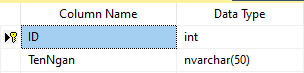 Column Name Data Type
ID int
TenNgan nvarchar(50)